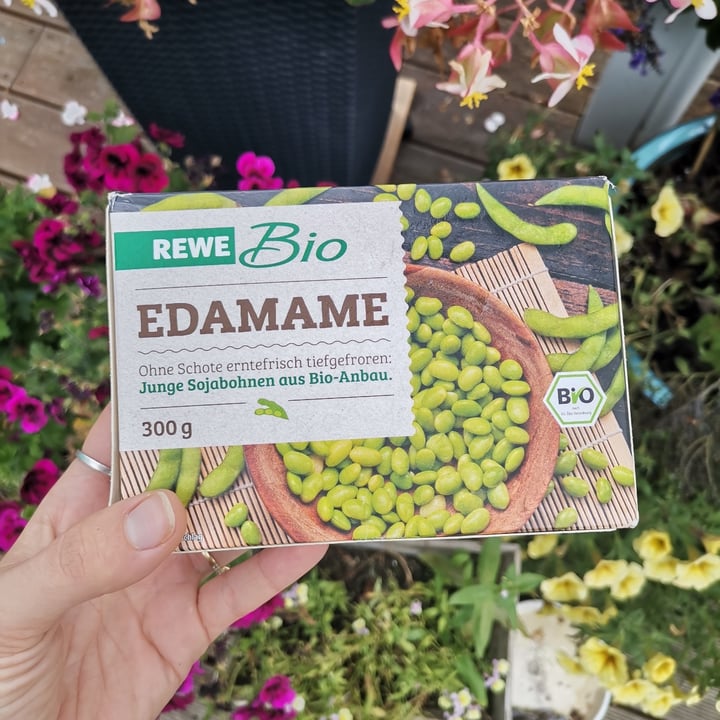 REWE Bio
EDAMAME
Ohne Schote erntefrisch tiefgefroren:
Junge Sojabohnen aus Bio-Anbau.
300 g
BiO